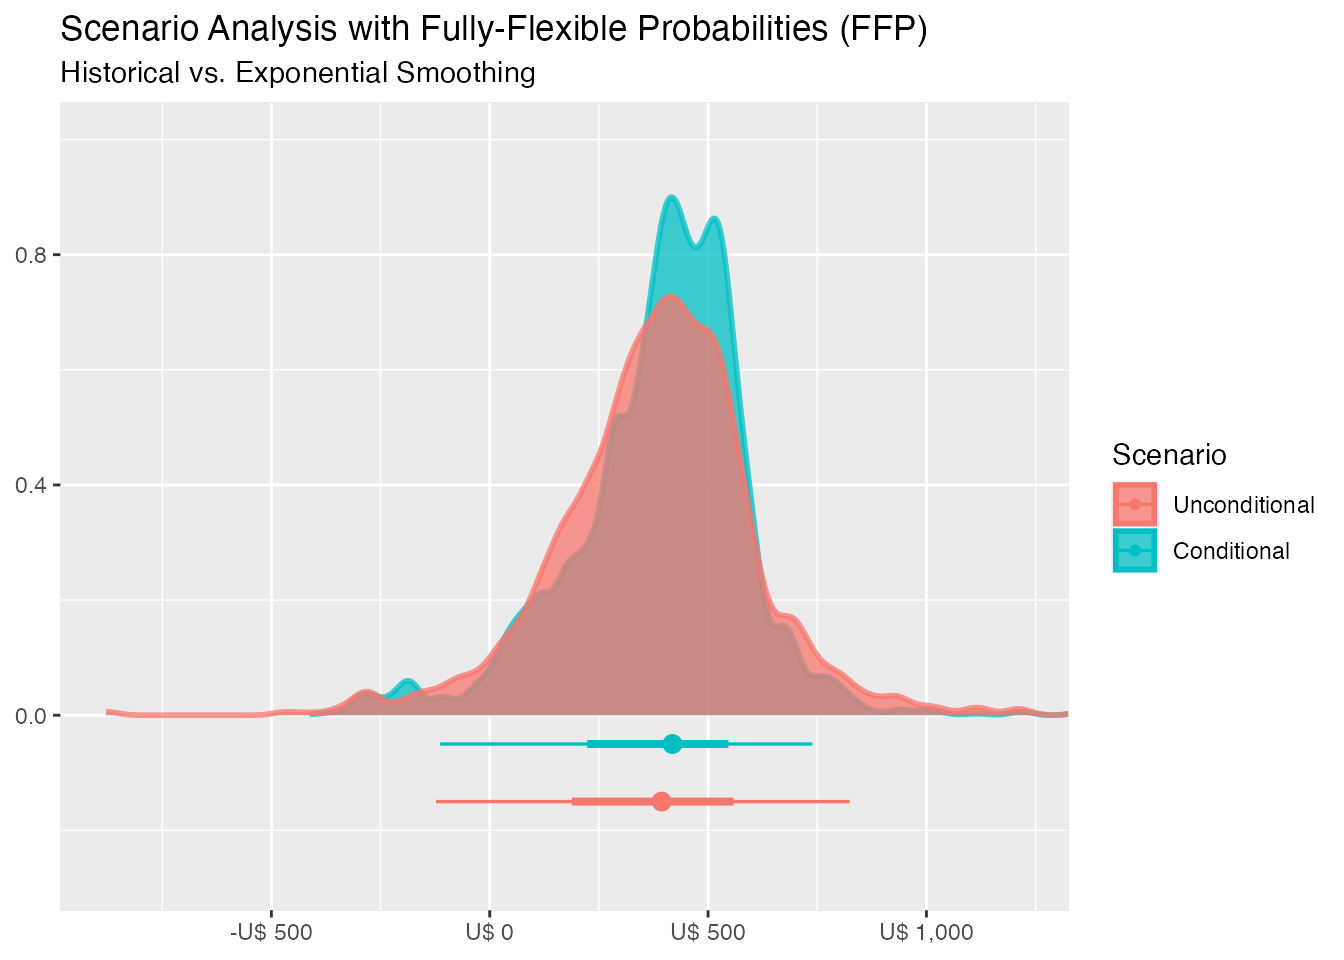 Scenario Analysis with Fully-Flexible Probabilities (FFP)
Historical vs. Exponential Smoothing
0.8
0.4
0.0
-U$ 500
U$ 0
U$ 500
U$ 1,000
Scenario
Unconditional
Conditional